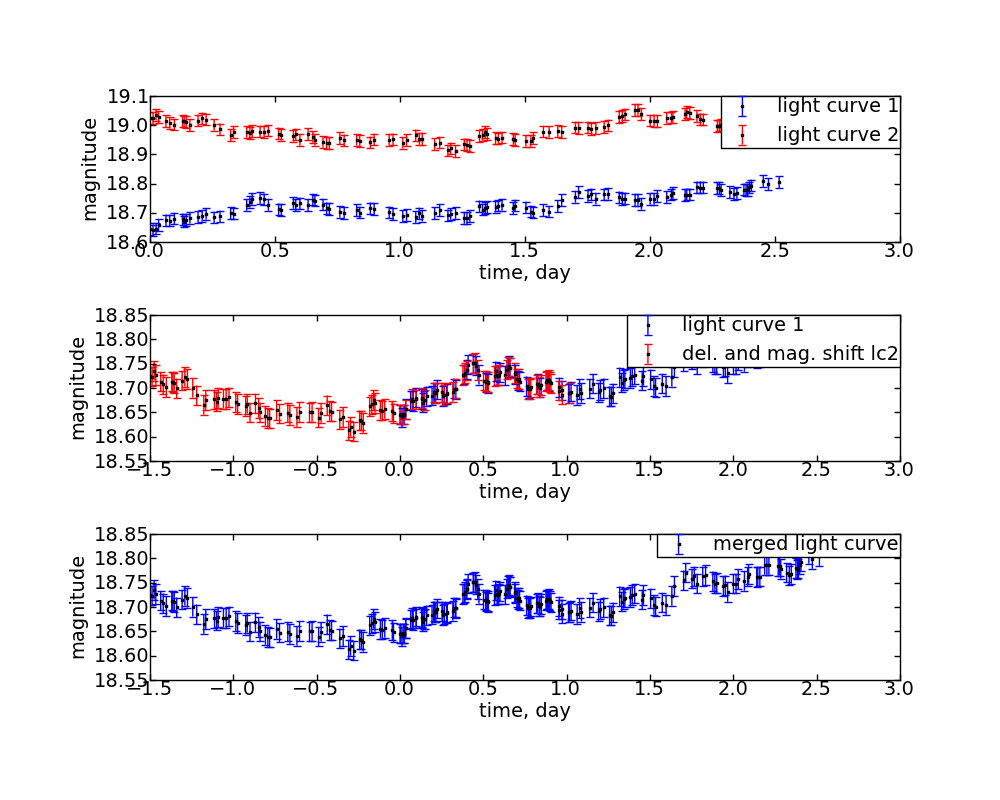 19.1
19.0
18.9
18.8
18.7
18.6
magnitude
light curve 1
light curve 2
0.0 0.5 1.0 1.5 2.0 2.5 3.0
time, day
18.85
18.80
18.75
18.70
18.65
18.60
18.55
magnitude
light curve 1
del. and mag. shift lc2
−1.5 −1.0 −0.5 0.0 0.5 1.0 1.5 2.0 2.5 3.0
time, day
18.85
18.80
18.75
18.70
18.65
18.60
18.55
magnitude
merged light curve
−1.5 −1.0 −0.5 0.0 0.5 1.0 1.5 2.0 2.5 3.0
time, day